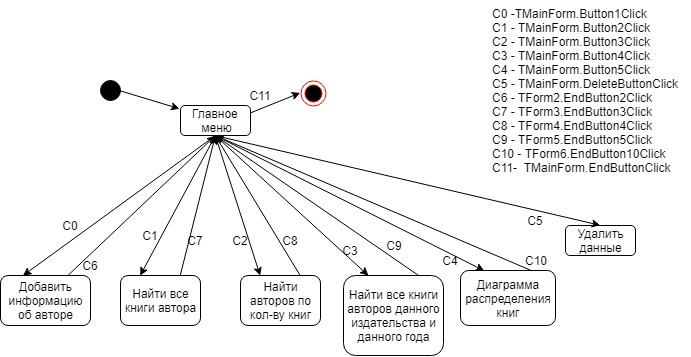 C0 -TMainForm.Button1Click
C1 - TMainForm.Button2Click
C2 - TMainForm.Button3Click
C3 - TMainForm.Button4Click
C4 - TMainForm.Button5Click
C5 - TMainForm.DeleteButtonClick
C6 - TForm2.EndButton2Click
C7 - TForm3.EndButton3Click
C8 - TForm4.EndButton4Click
C9 - TForm5.EndButton5Click
C10 - TForm6.EndButton10Click
C11- TMainForm.EndButtonClick
C11
Главное
меню
C0
C6
C1
C7
C2
C8
C3
C9
C4
C10
C5
Удалить
данные
Добавить
информацию
об авторе
Найти все
книги автора
Найти
авторов по
кол-ву книг
Найти все книги
авторов данного
издательства и
данного года
Диаграмма
распределения
книг